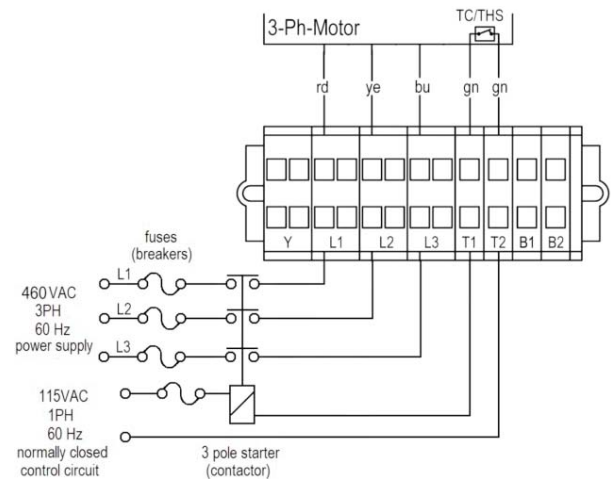 TC/THS
3-Ph-Motor
rd ye bu gn gn
Y L1 L2 L3 T1 T2 B1 B2
fuses
(breakers)
L1
460 VAC
3PH
60 Hz
power supply
L2
L3
115VAC
1PH
60 Hz
normally closed
control circuit
3 pole starter
(contactor)